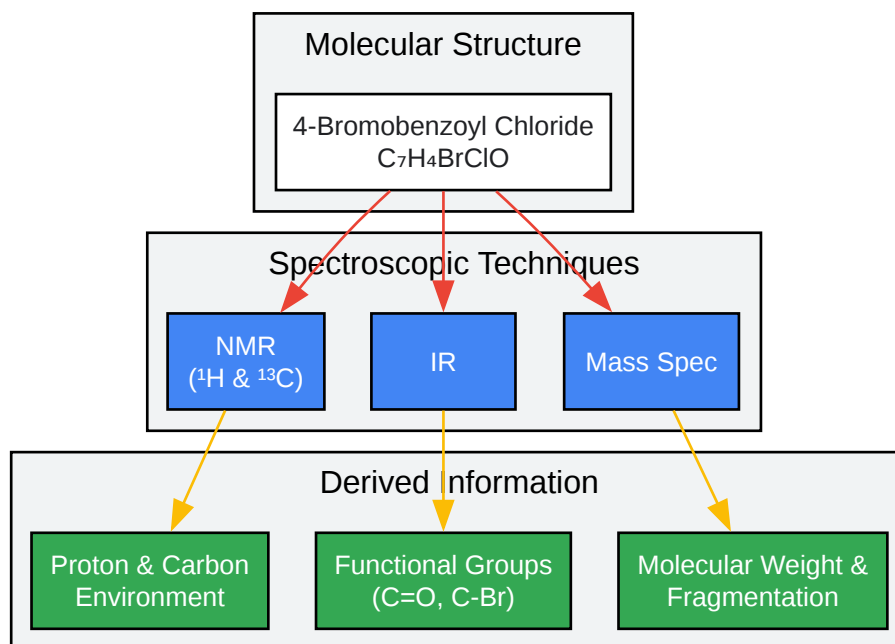 Molecular Structure
4-Bromobenzoyl Chloride
C₇H₄BrClO
Spectroscopic Techniques
NMR
(¹H & ¹³C)
IR
Mass Spec
Derived Information
Proton & Carbon
Environment
Functional Groups
(C=O, C-Br)
Molecular Weight &
Fragmentation